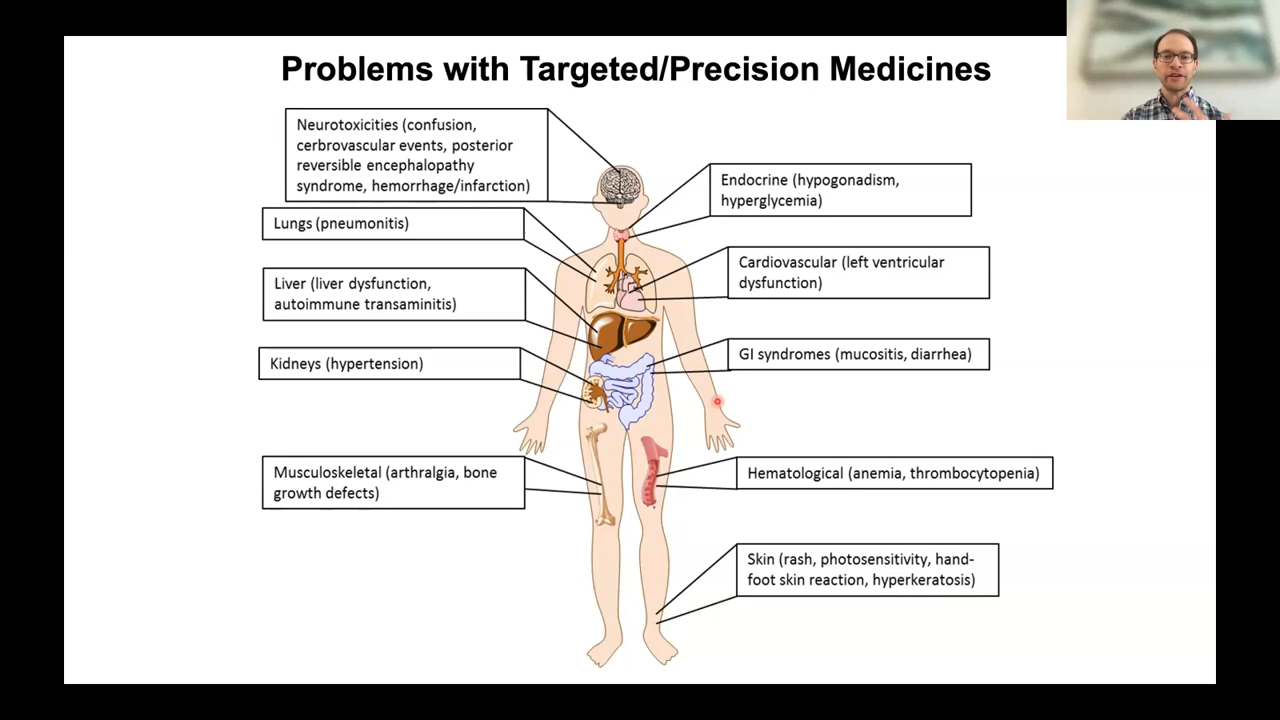 Problems with Targeted/Precision Medicines
Neurotoxicities (confusion,
cerbrovascular events, posterior
reversible encephalopathy
syndrome, hemorrhage/infarction)
Lungs (pneumonitis)
Liver (liver dysfunction,
autoimmune transaminitis)
Kidneys (hypertension)
Musculoskeletal (arthralgia, bone
growth defects)
Endocrine (hypogonadism,
hyperglycemia)
Cardiovascular (left ventricular
dysfunction)
GI syndromes (mucositis, diarrhea)
Hematological (anemia, thrombocytopenia)
Skin (rash, photosensitivity, hand-
foot skin reaction, hyperkeratosis)